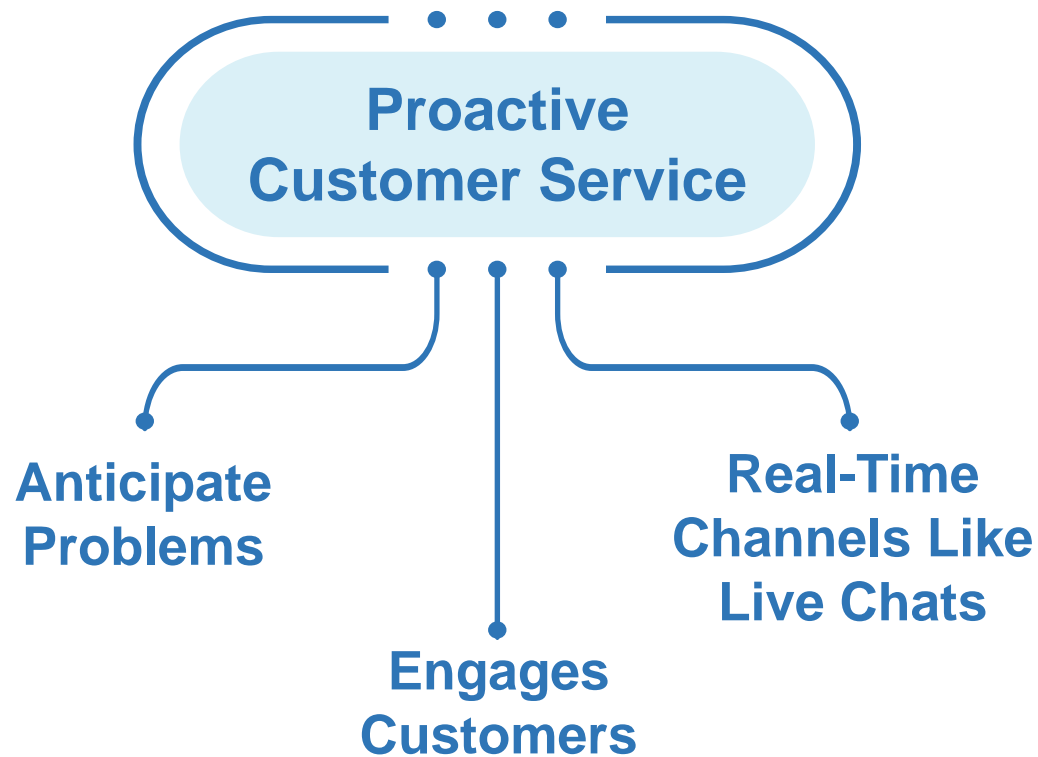 Proactive
Customer Service
Anticipate
Problems
Engages
Customers
Real-Time
Channels Like
Live Chats